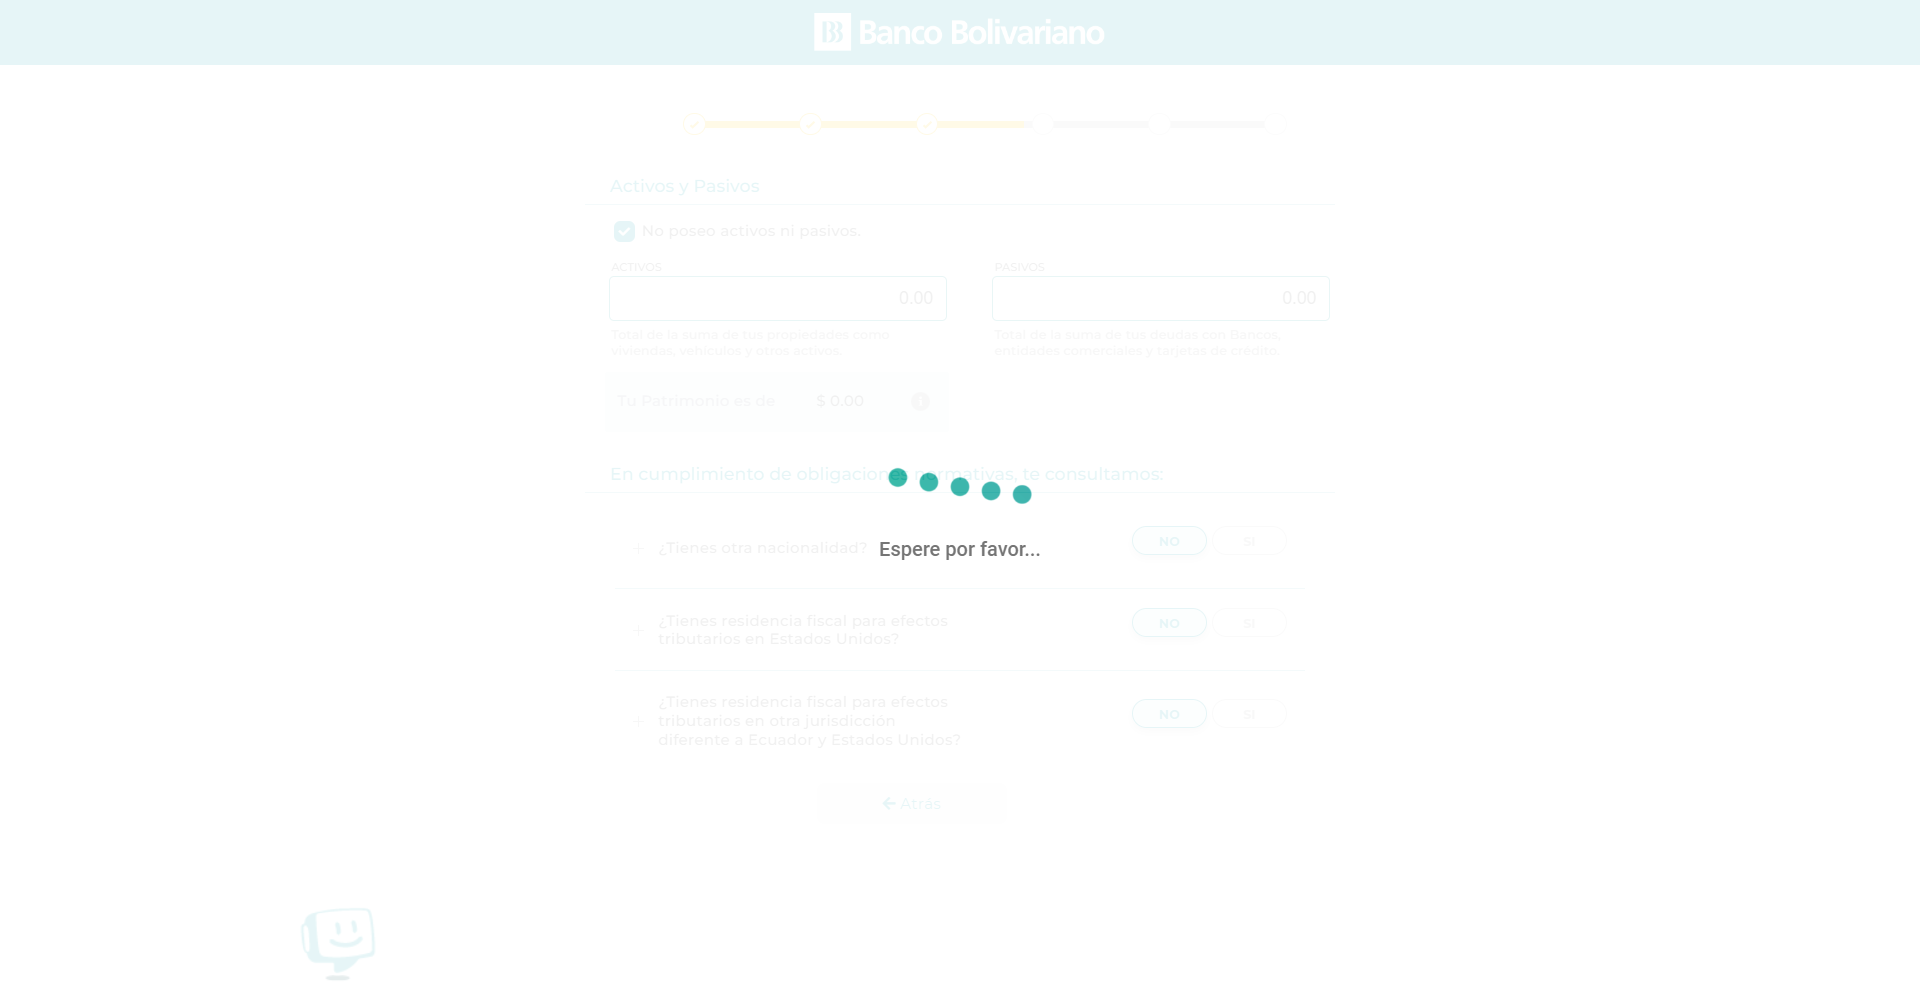 Banco Bolivariano
Activos y Pasivos
No poseo activos ni pasivos.
ACTIVOS
0.00
Total de la suma de tus propiedades como
viviendas, vehículos y otros activos.
PASIVOS
0.00
Total de la suma de tus deudas con Bancos,
entidades comerciales y tarjetas de crédito.
Tu Patrimonio es de $ 0.00
En cumplimiento de obligaciones normativas, te consultamos:
¿Tienes otra nacionalidad?
NO SI
Espere por favor...
¿Tienes residencia fiscal para efectos
tributarios en Estados Unidos?
NO SI
¿Tienes residencia fiscal para efectos
tributarios en otra jurisdicción
diferente a Ecuador y Estados Unidos?
NO SI
Atrás